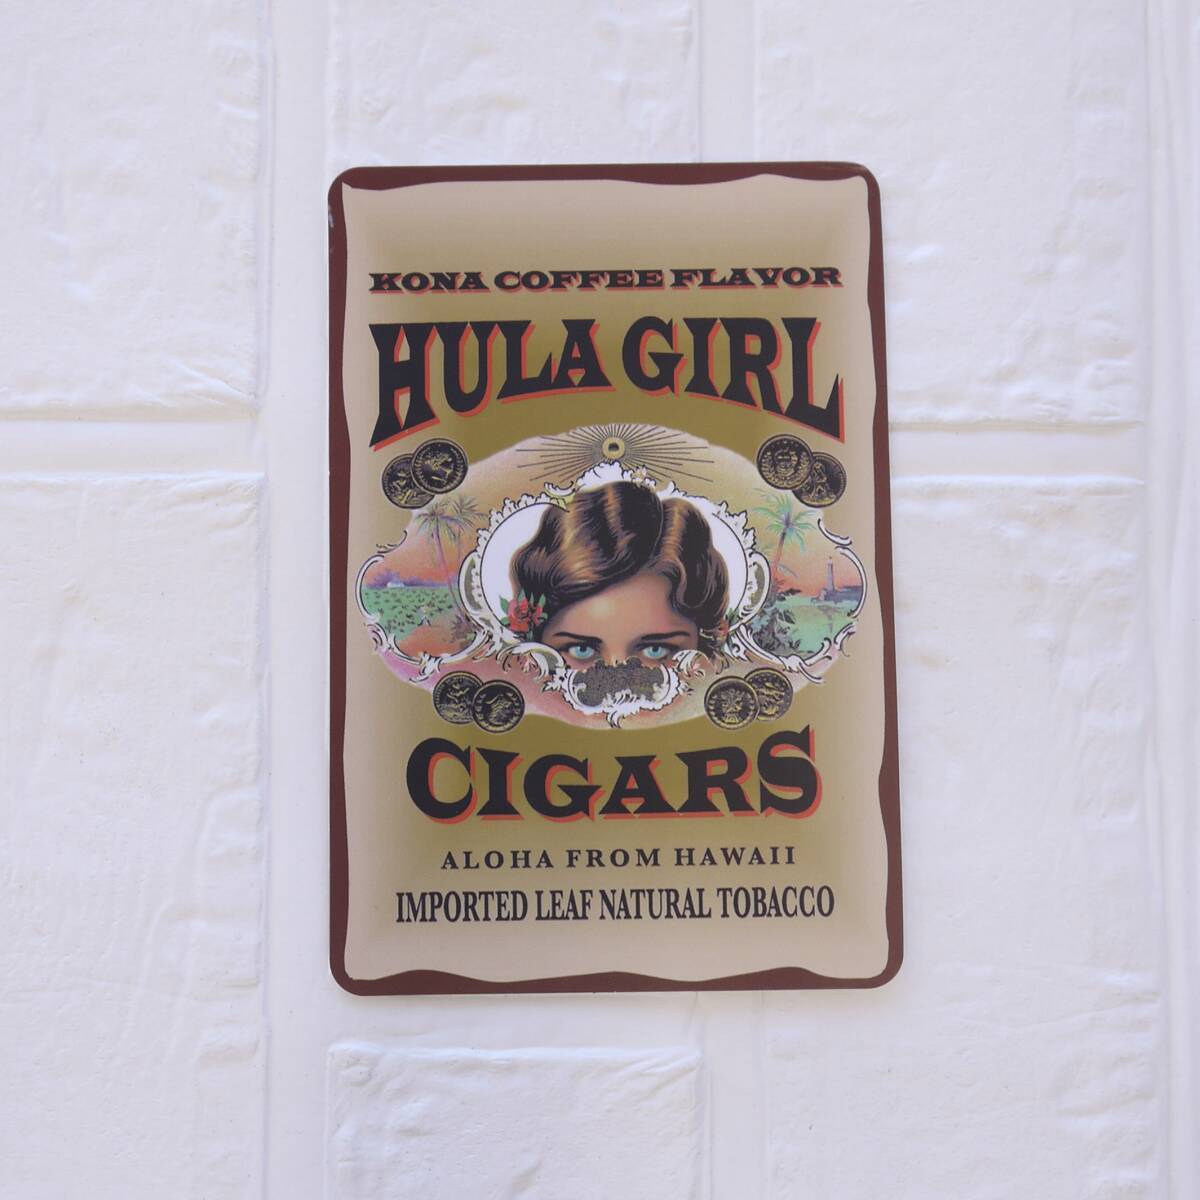 KONA COFFEE FLAVOR
HULA GIRL
CIGARS
ALOHA FROM HAWAII
IMPORTED LEAF NATURAL TOBACCO